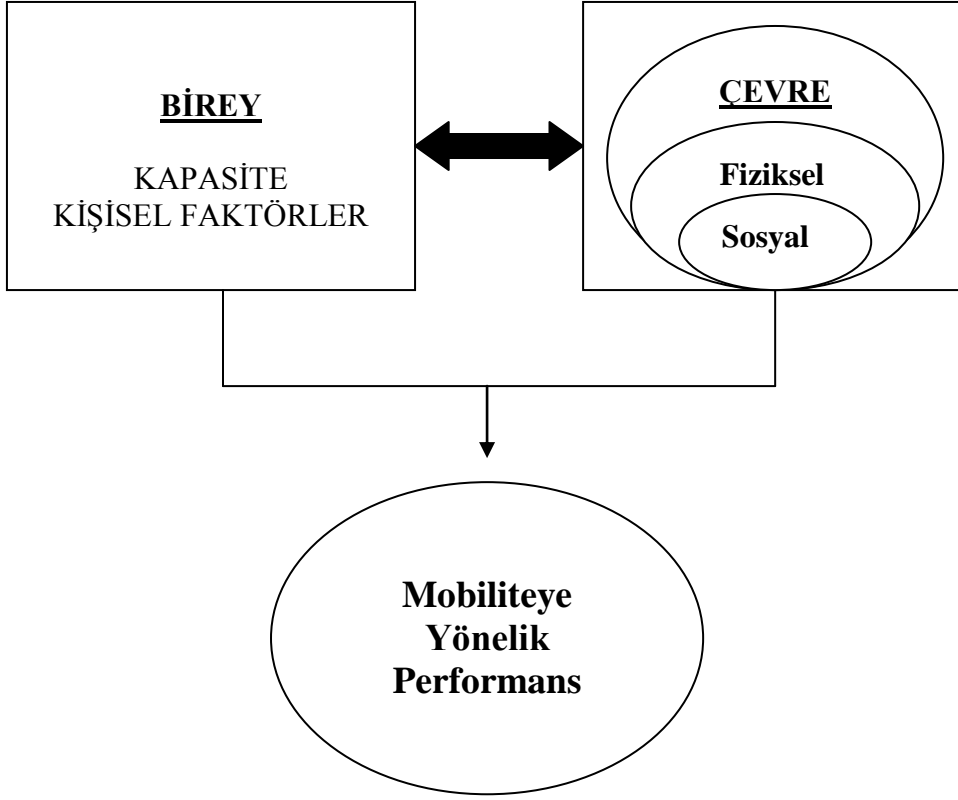 BİREY
KAPASİTE
KİŞİSEL FAKTÖRLER
ÇEVRE
Fiziksel
Sosyal
Mobiliteye
Yönelik
Performans